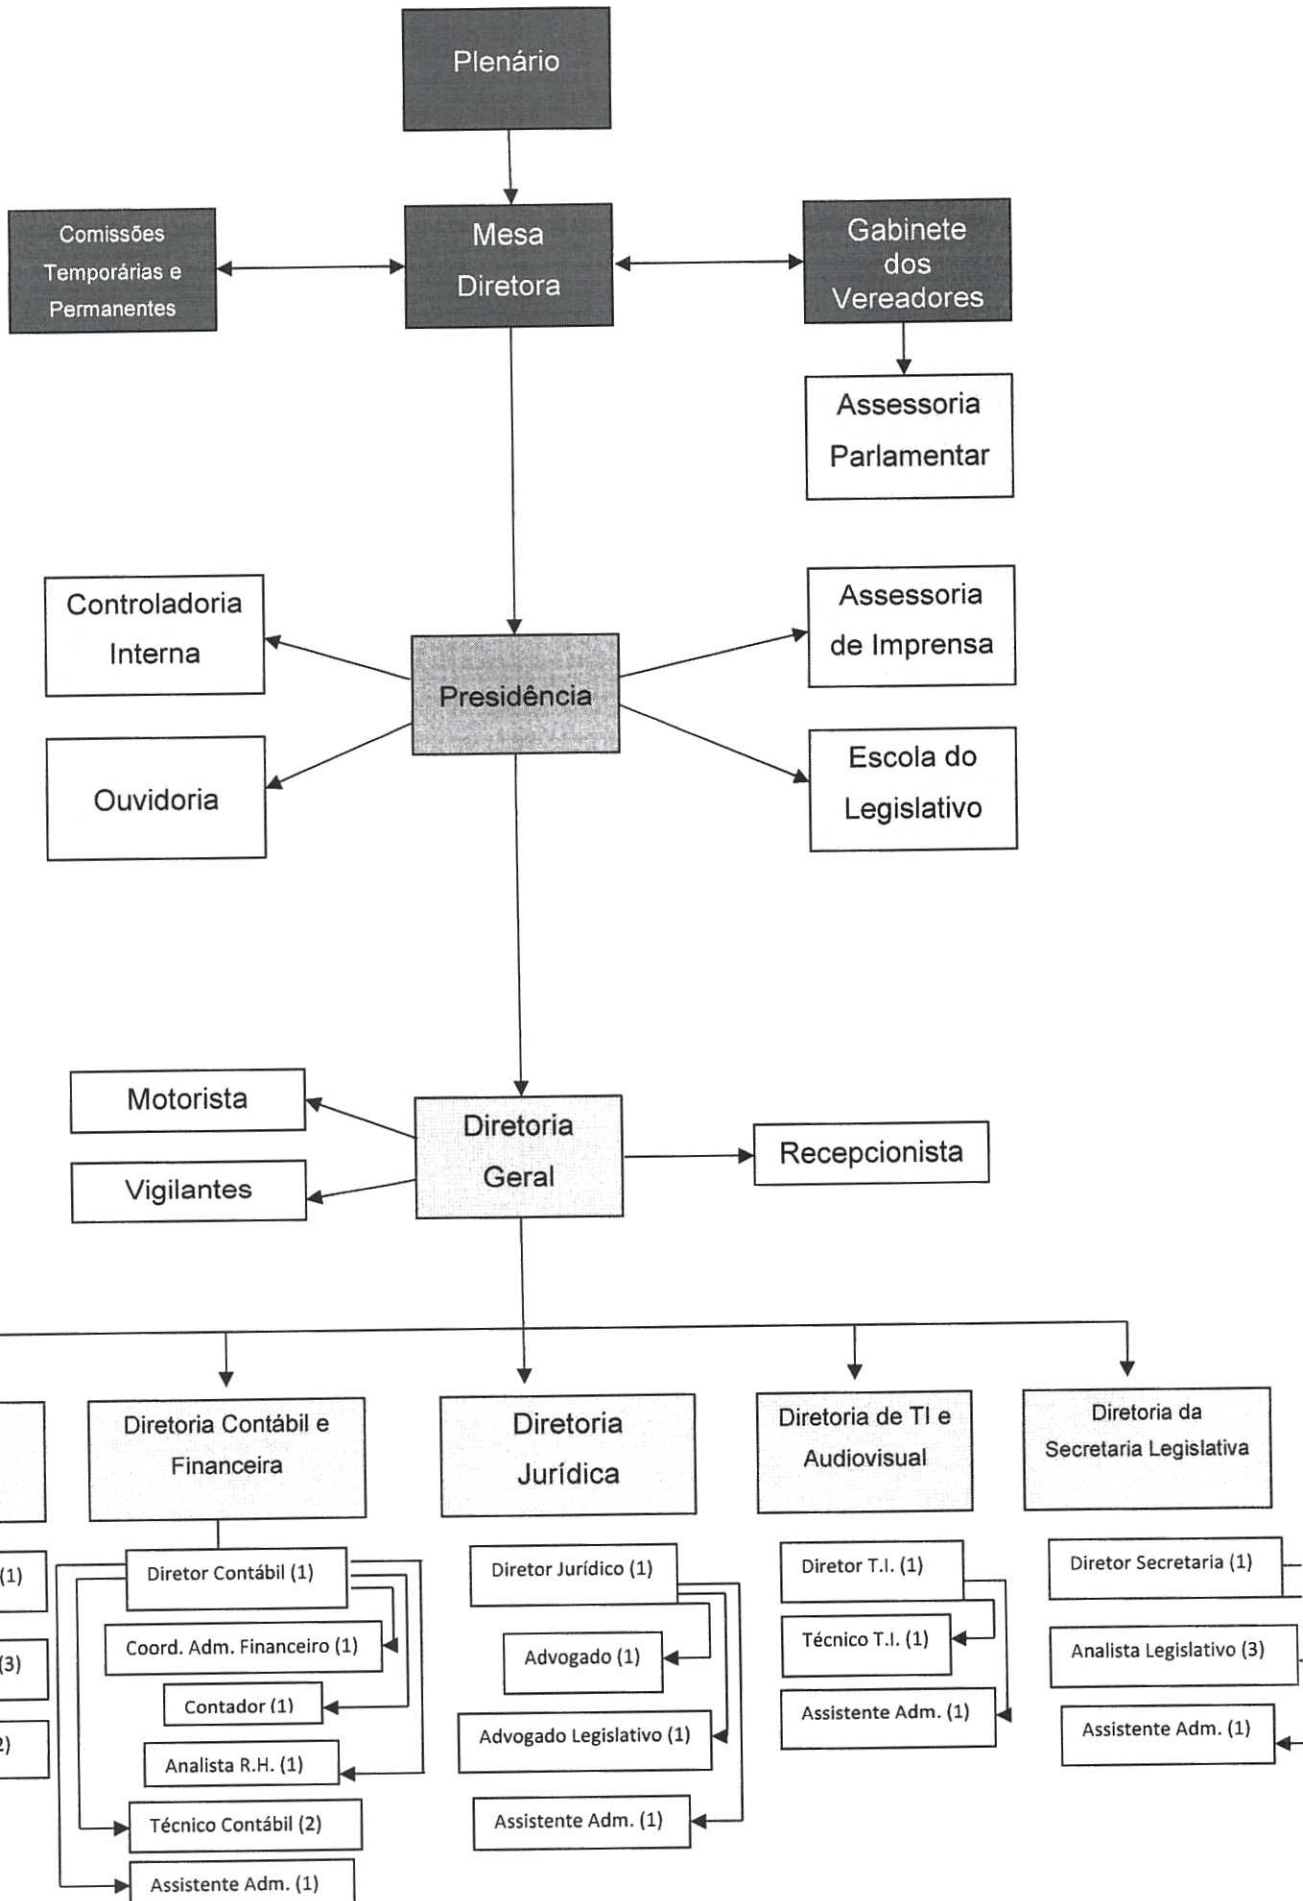 Plenário
Comissões
Temporárias e
Permanentes
Mesa
Diretora
Gabinete
dos
Vereadores
Assessoria
Parlamentar
Controladoria
Interna
Assessoria
de Imprensa
Presidência
Ouvidoria
Escola do
Legislativo
Motorista
Vigilantes
Diretoria
Geral
Recepcionista
Diretoria Contábil e
Financeira
Diretoria
Jurídica
Diretoria de TI e
Audiovisual
Diretoria da
Secretaria Legislativa
(1)
(3)
2)
Diretor Contábil (1)
Coord. Adm. Financeiro (1)
Contador (1)
Analista R.H. (1)
Técnico Contábil (2)
Assistente Adm. (1)
Diretor Jurídico (1)
Advogado (1)
Advogado Legislativo (1)
Assistente Adm. (1)
Diretor T.I. (1)
Técnico T.I. (1)
Assistente Adm. (1)
Diretor Secretaria (1)
Analista Legislativo (3)
Assistente Adm. (1)